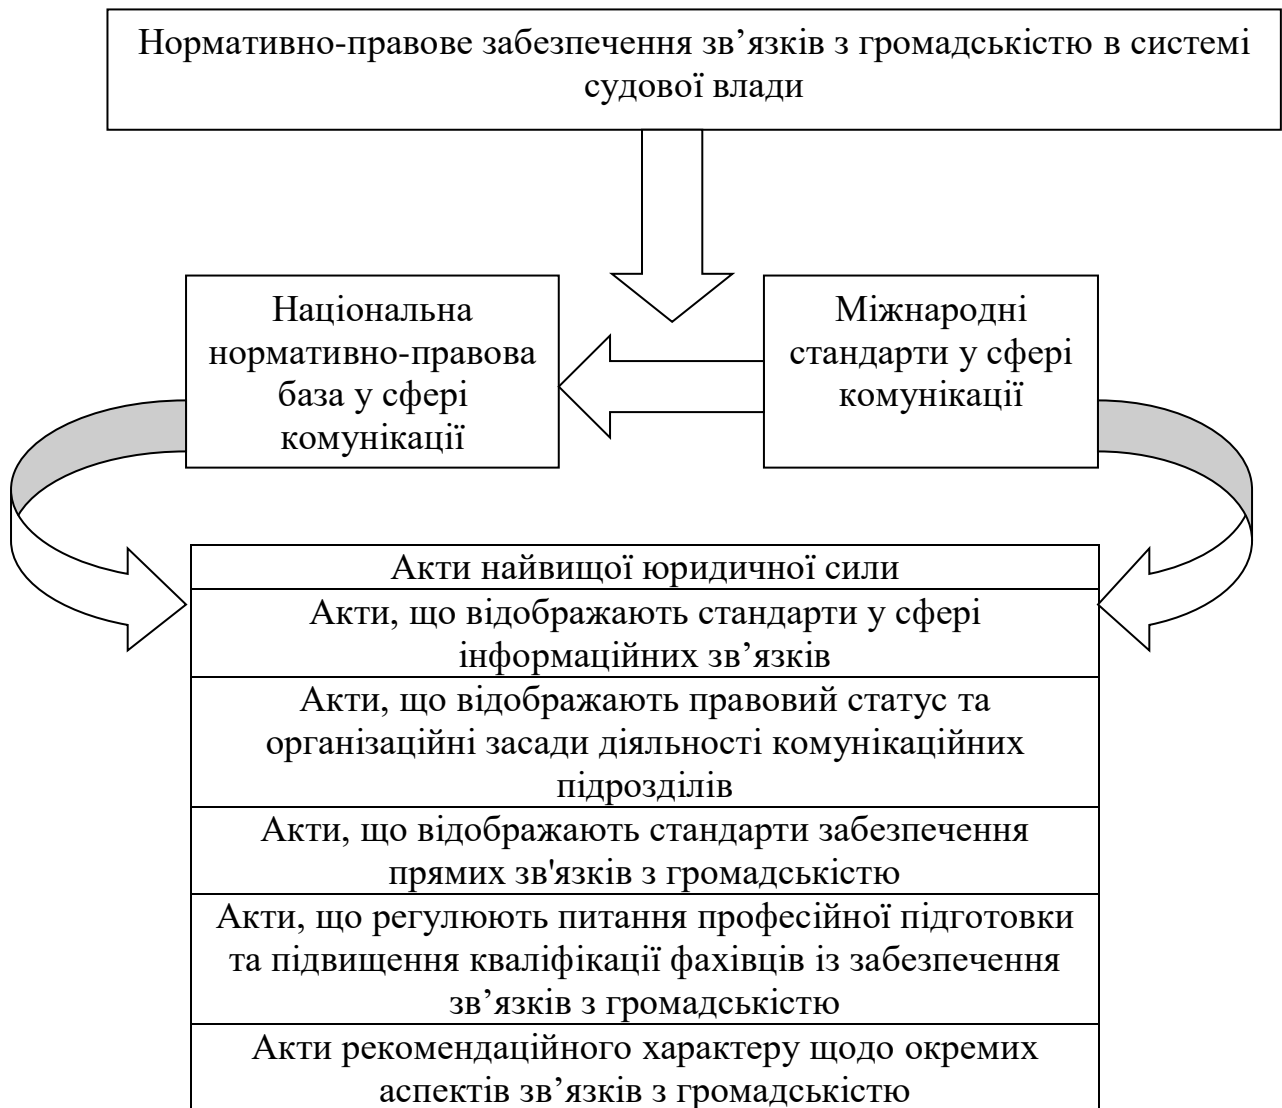 Нормативно-правове забезпечення зв’язків з громадськістю в системі
судової влади
Національна
нормативно-правова
база у сфері
комунікації
Міжнародні
стандарти у сфері
комунікації
Акти найвищої юридичної сили
Акти, що відображають стандарти у сфері
інформаційних зв’язків
Акти, що відображають правовий статус та
організаційні засади діяльності комунікаційних
підрозділів
Акти, що відображають стандарти забезпечення
прямих зв'язків з громадськістю
Акти, що регулюють питання професійної підготовки
та підвищення кваліфікації фахівців із забезпечення
зв’язків з громадськістю
Акти рекомендаційного характеру щодо окремих
аспектів зв’язків з громадськістю